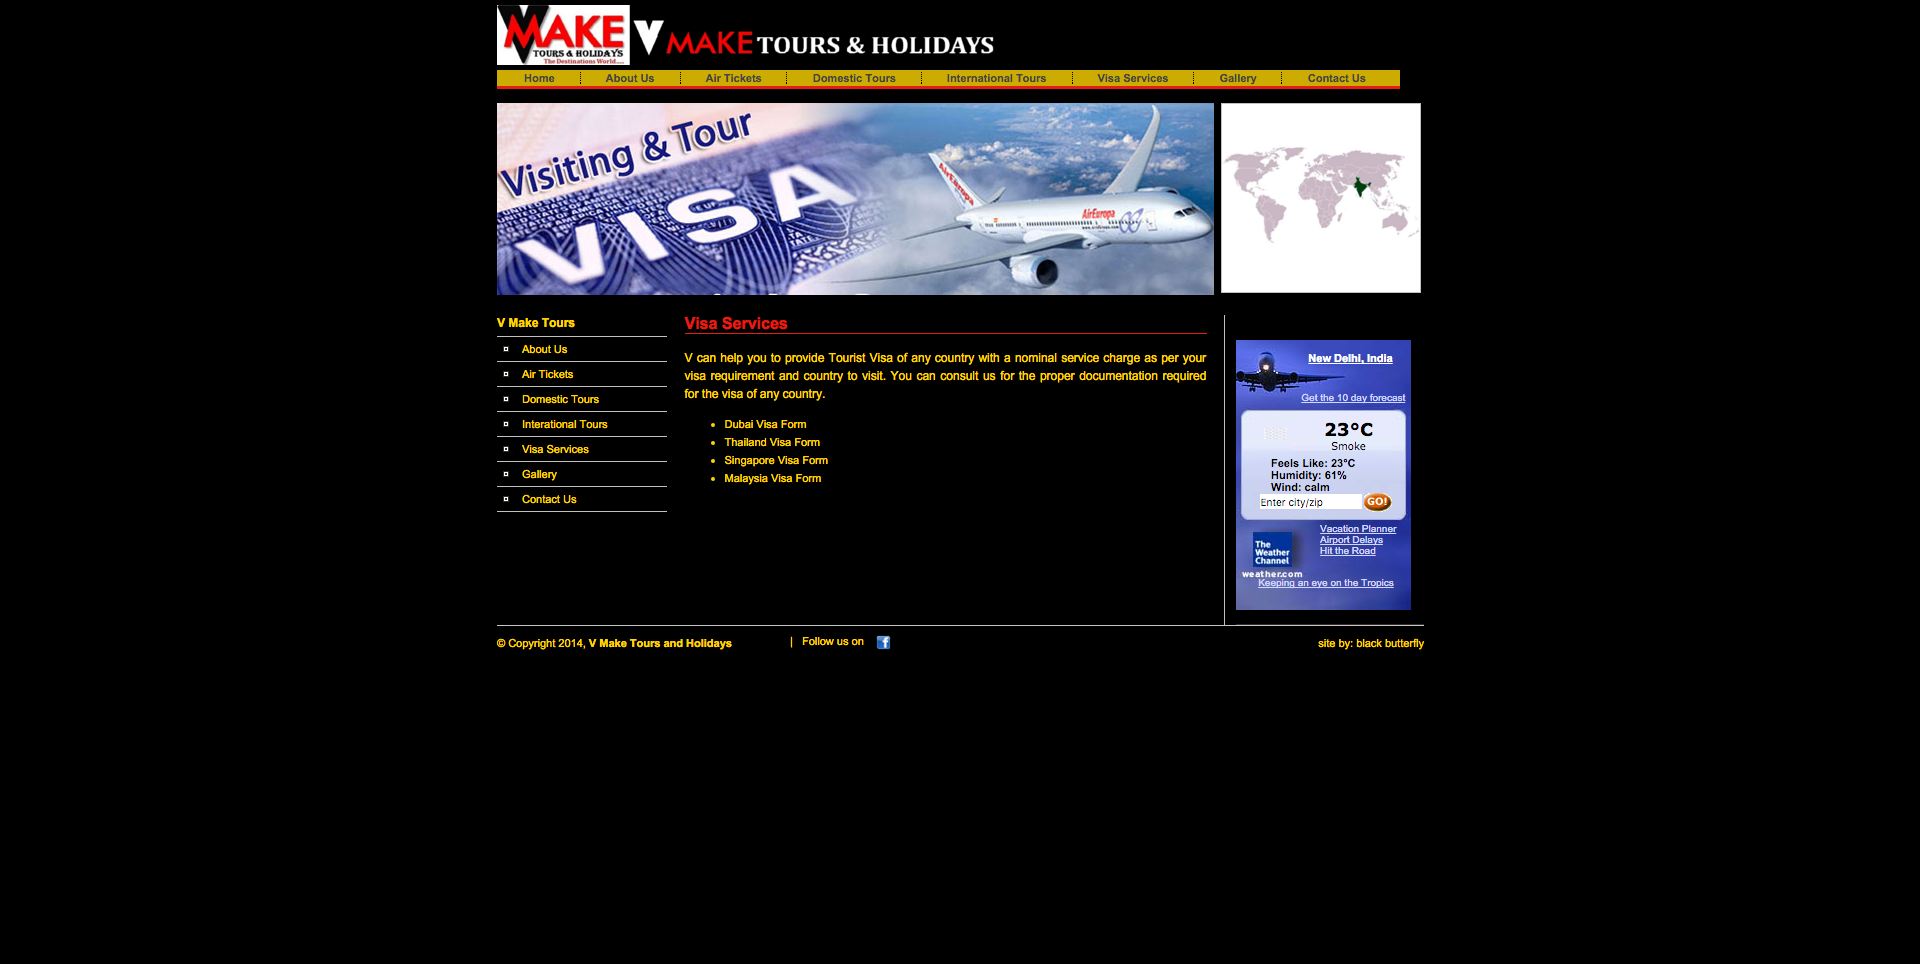 MAKE
TOURS & HOLIDAYS
The Destinations World....
V MAKE TOURS & HOLIDAYS
Home
About Us
Air Tickets
Domestic Tours
International Tours
Visa Services
Gallery
Contact Us
Visiting & Tour
VISA
AirEuropa
AirEuropa
V Make Tours
About Us
Air Tickets
Domestic Tours
Interational Tours
Visa Services
Gallery
Contact Us
Visa Services
V can help you to provide Tourist Visa of any country with a nominal service charge as per your
visa requirement and country to visit. You can consult us for the proper documentation required
for the visa of any country.
Dubai Visa Form
Thailand Visa Form
Singapore Visa Form
Malaysia Visa Form
New Delhi, India
Get the 10 day forecast
23°C
Smoke
Feels Like: 23°C
Humidity: 61%
Wind: calm
Enter city/zip GO!
Vacation Planner
Airport Delays
Hit the Road
The
Weather
Channel
weather.com
Keeping an eye on the Tropics
© Copyright 2014, V Make Tours and Holidays
| Follow us on
site by: black butterfly